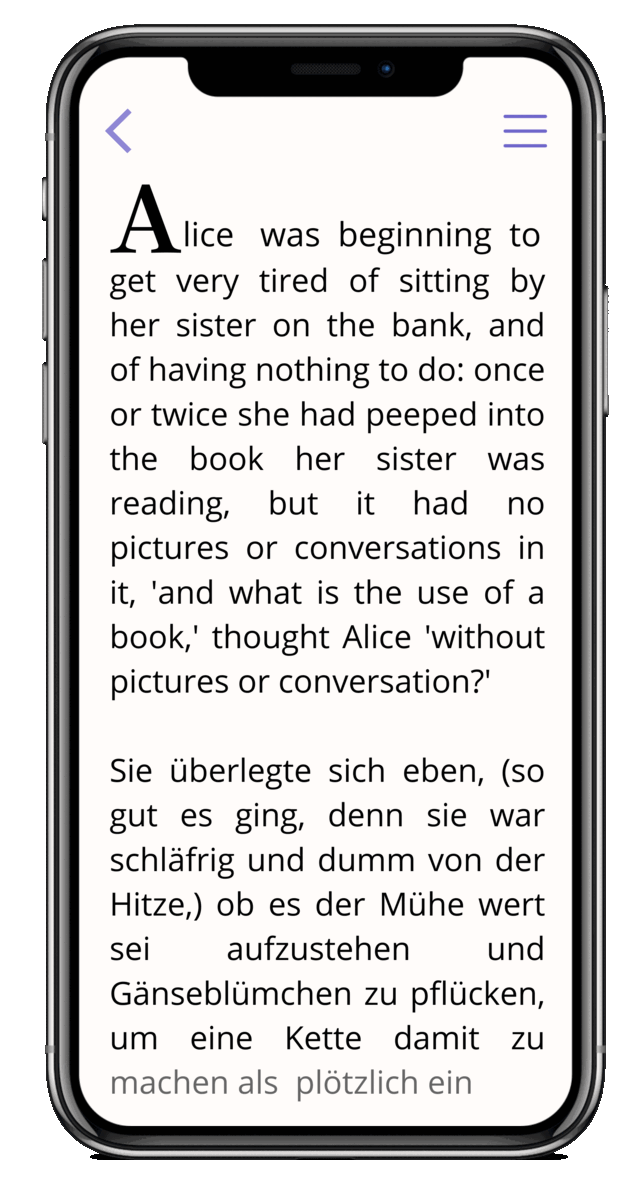 Alice was beginning to
get very tired of sitting by
her sister on the bank, and
of having nothing to do: once
or twice she had peeped into
the book her sister was
reading, but it had no
pictures or conversations in
it, 'and what is the use of a
book,' thought Alice 'without
pictures or conversation?'
Sie überlegte sich eben, (so
gut es ging, denn sie war
schläfrig und dumm von der
Hitze,) ob es der Mühe wert
sei aufzustehen und
Gänseblümchen zu pflücken,
um eine Kette damit zu
machen als plötzlich ein